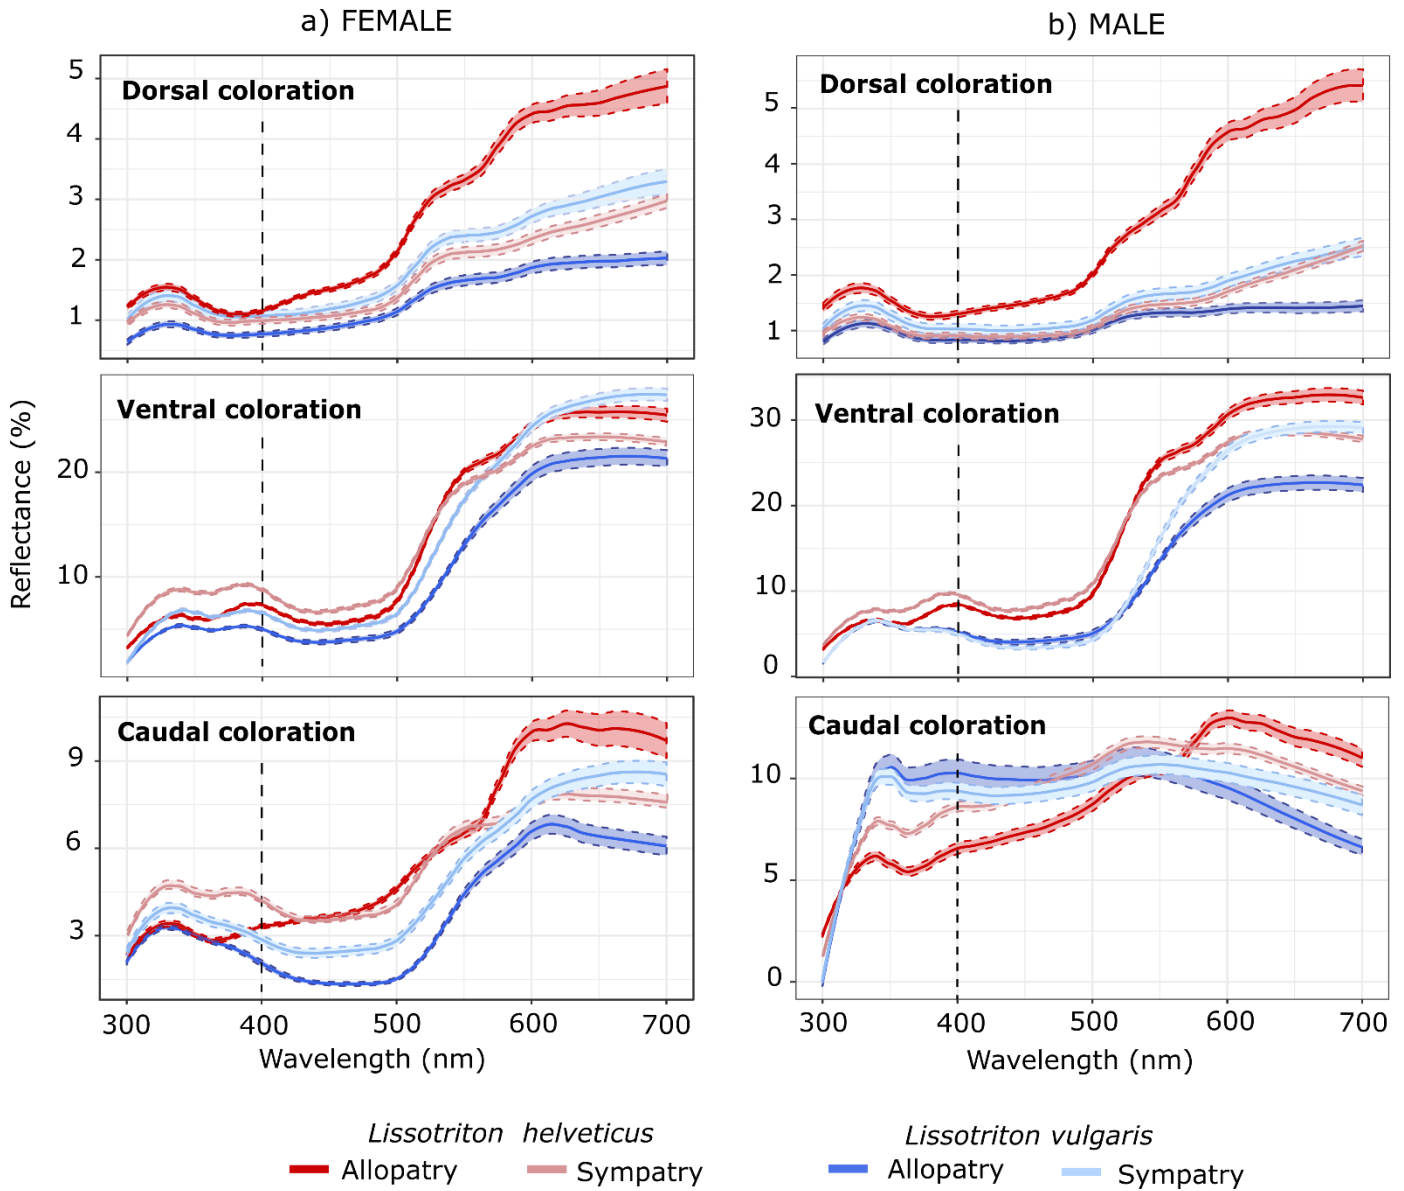 a) FEMALE
b) MALE
Dorsal coloration
5
4
3
2
1
Dorsal coloration
5
4
3
2
1
Ventral coloration
20
10
Ventral coloration
30
20
10
0
Caudal coloration
9
6
3
Caudal coloration
10
5
0
Reflectance (%)
300 400 500 600 700
300 400 500 600 700
Wavelength (nm)
Wavelength (nm)
Lissotriton helveticus
Allopatry Sympatry
Lissotriton vulgaris
Allopatry Sympatry